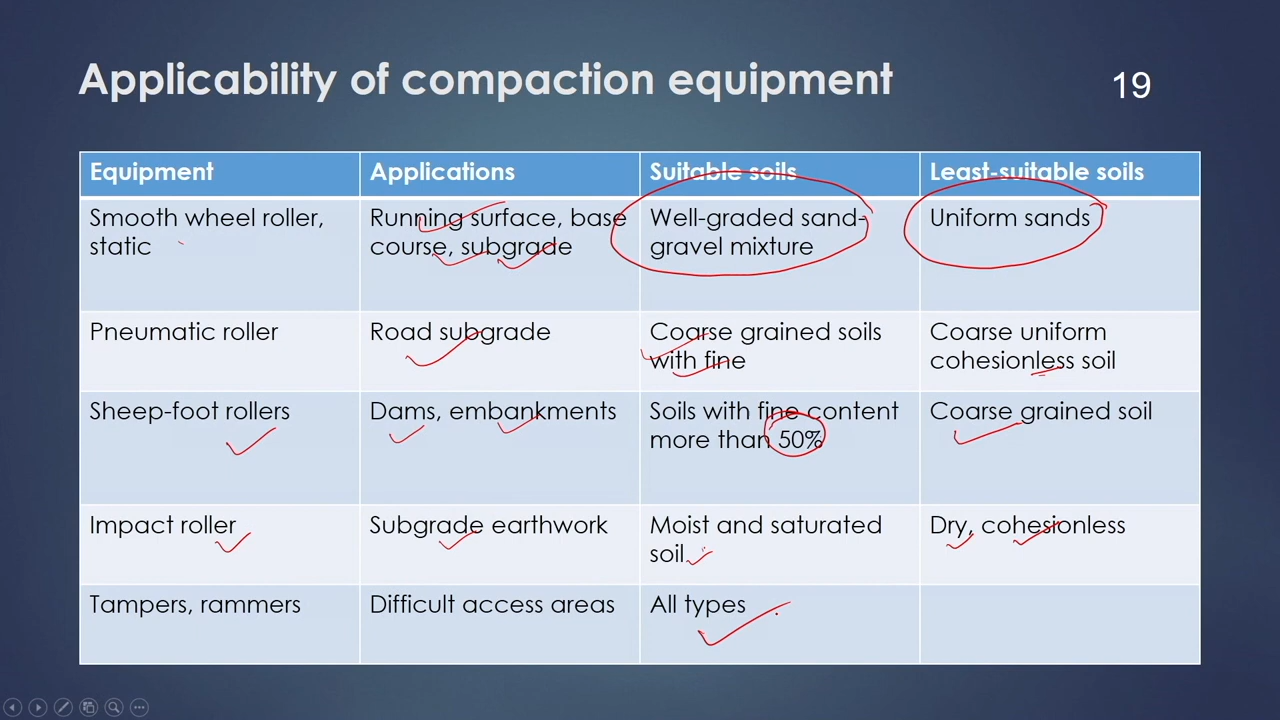 Applicability of compaction equipment
19
Equipment
Applications
Suitable soils
Least-suitable soils
Smooth wheel roller,
static
Running surface, base
course, subgrade
Well-graded sand-
gravel mixture
Uniform sands
Pneumatic roller
Road subgrade
Coarse grained soils
with fine
Coarse uniform
cohesionless soil
Sheep-foot rollers
Dams, embankments
Soils with fine content
more than 50%
Coarse grained soil
Impact roller
Subgrade earthwork
Moist and saturated
soil
Dry, cohesionless
Tampers, rammers
Difficult access areas
All types